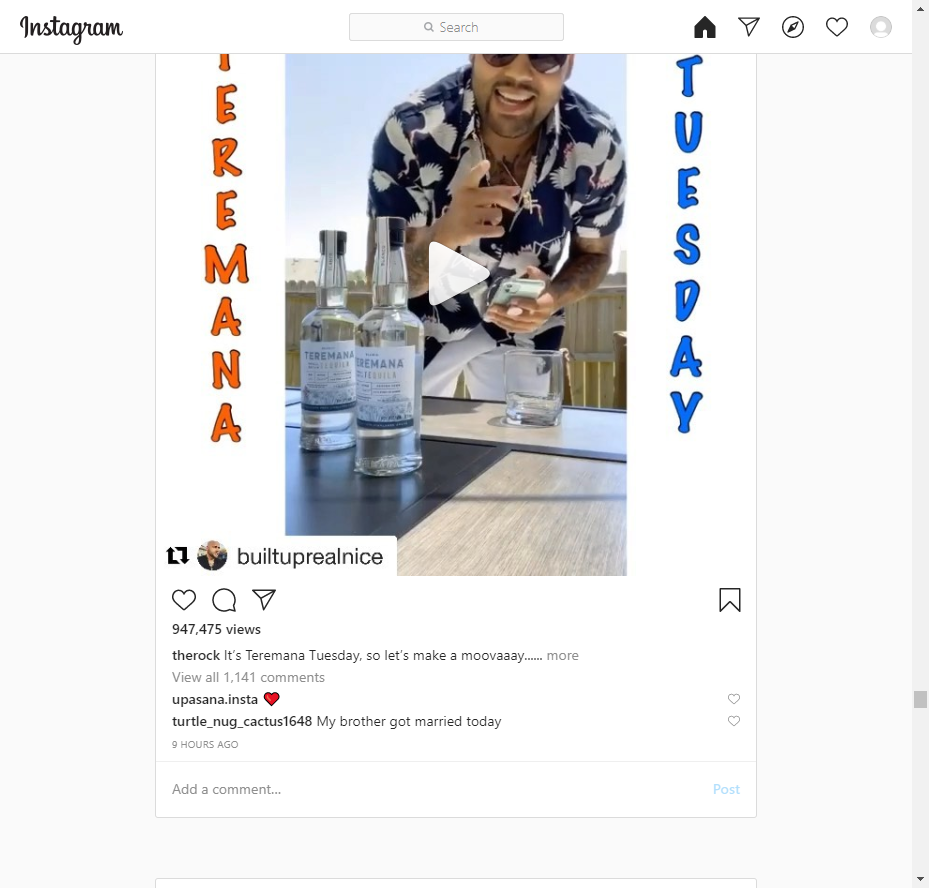 Instagram
Search
TEREMANA
TUESDAY
TEREMANA
TEQUILA
TEREMANA
TEQUILA
builtuprealnice
947,475 views
therock It’s Teremana Tuesday, so let’s make a moovaaay...... more
View all 1,141 comments
upasana.insta ❤
turtle_nug_cactus1648 My brother got married today
9 HOURS AGO
Add a comment...
Post